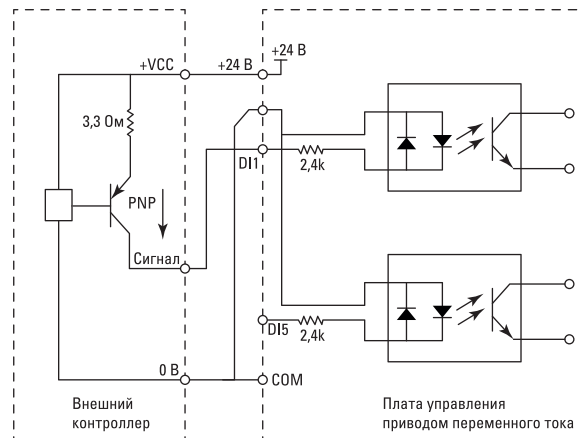 +24 В
+VCC
+24 В
3,3 Ом
DI1
2,4k
PNP
Сигнал
DI5
2,4k
0 В
COM
Внешний
контроллер
Плата управления
приводом переменного тока